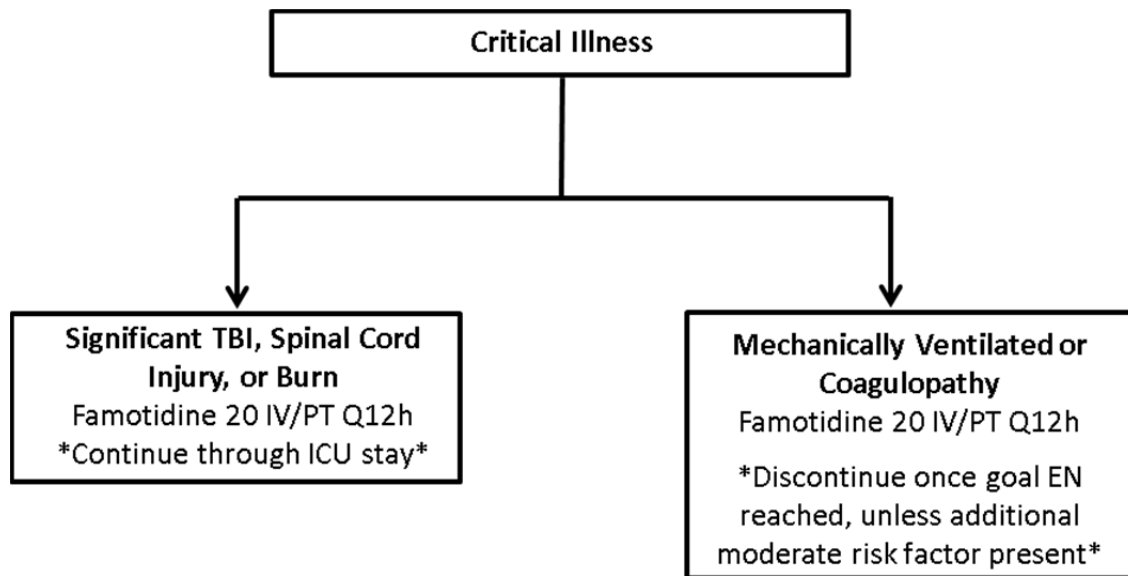 Critical Illness
Significant TBI, Spinal Cord
Injury, or Burn
Famotidine 20 IV/PT Q12h
*Continue through ICU stay*
Mechanically Ventilated or
Coagulopathy
Famotidine 20 IV/PT Q12h
*Discontinue once goal EN
reached, unless additional
moderate risk factor present*